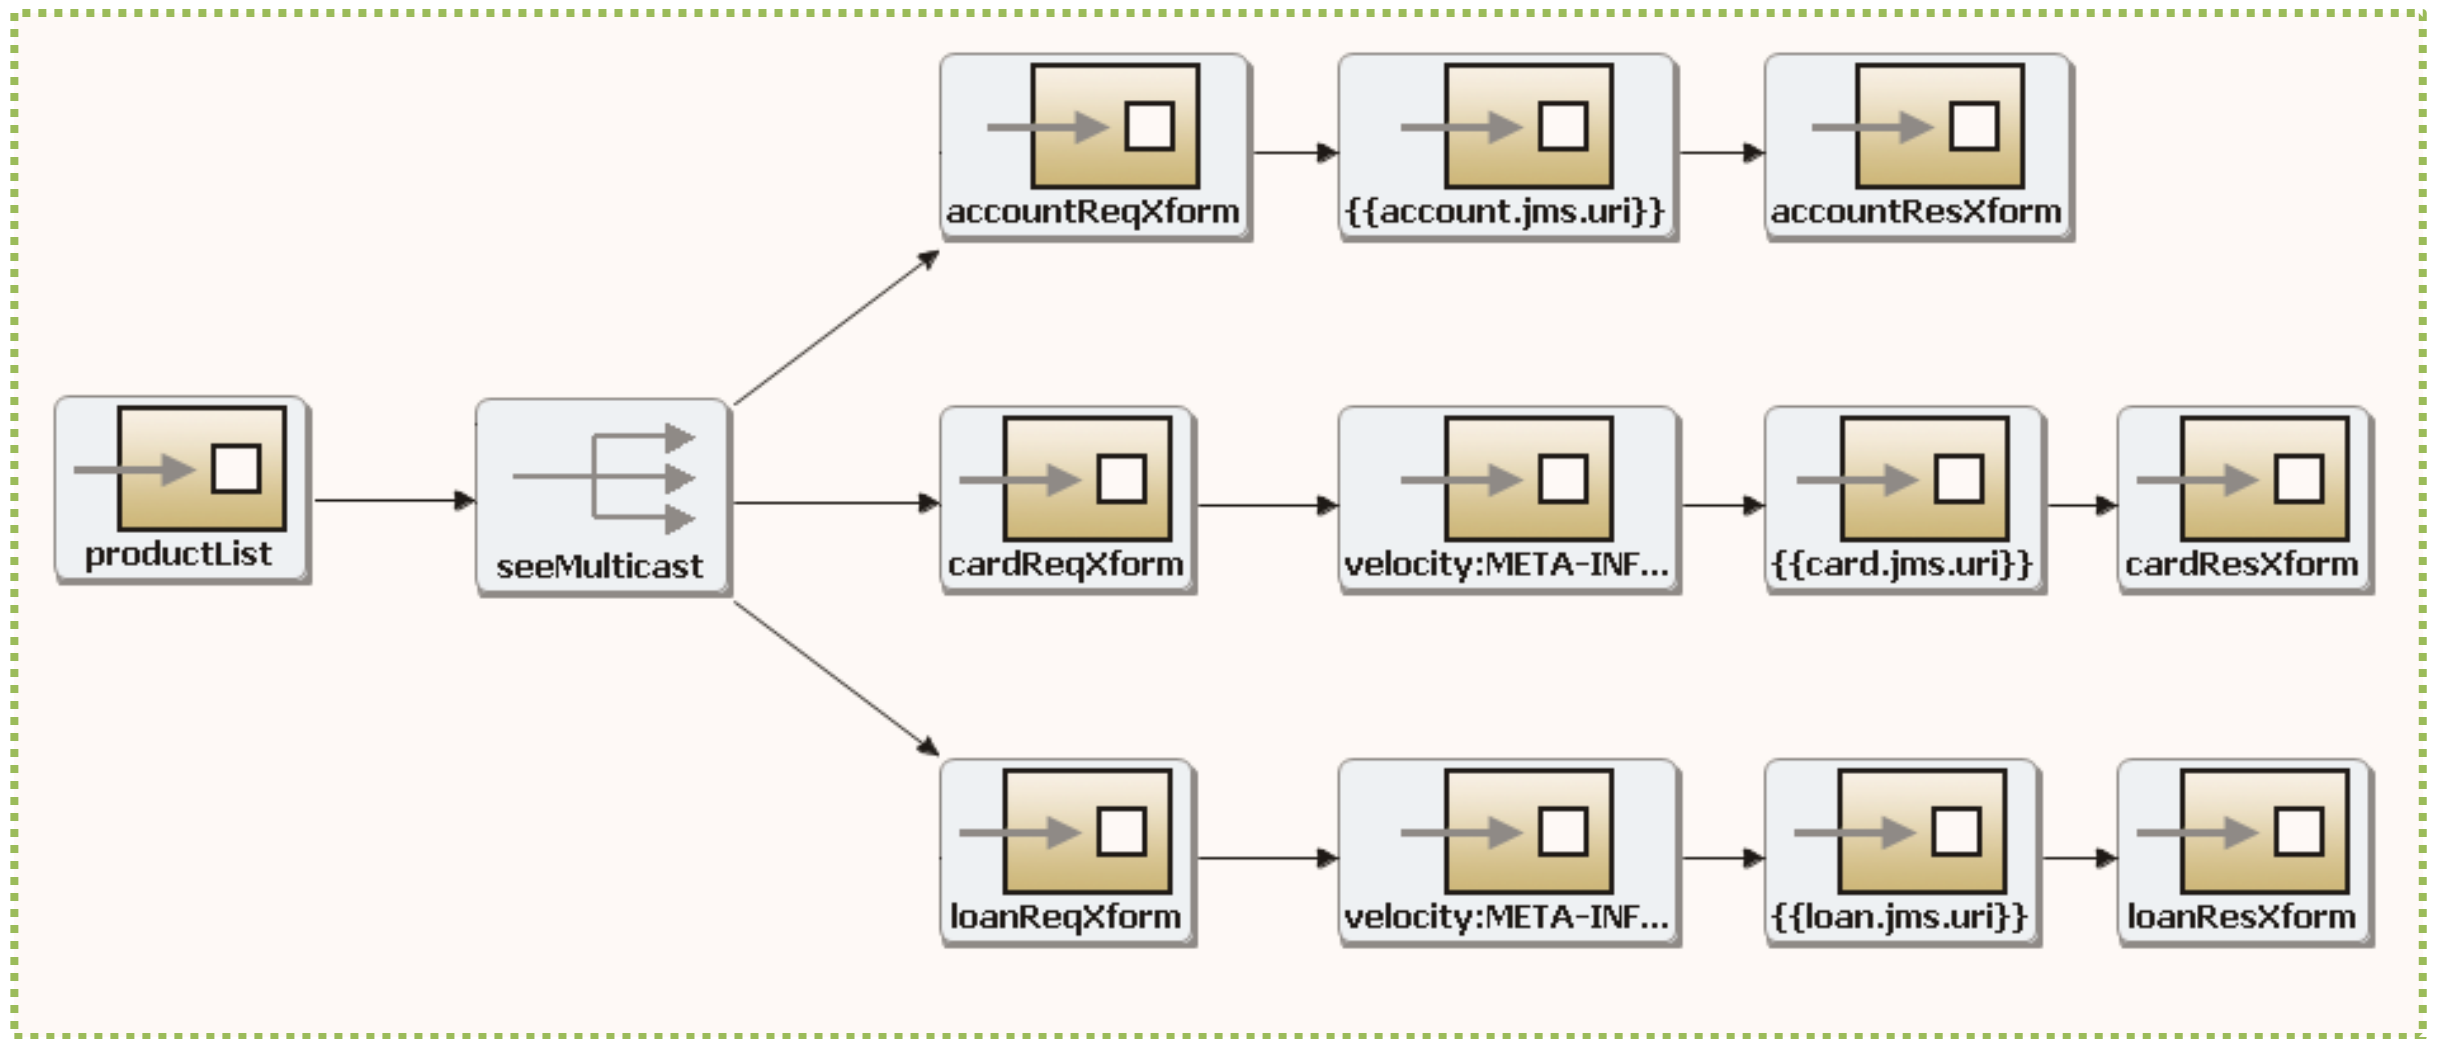 accountReqXform
{{account.jms.uri}}
accountResXform
productList
seeMulticast
cardReqXform
velocity:META-INF...
{{card.jms.uri}}
cardResXform
loanReqXform
velocity:META-INF...
{{loan.jms.uri}}
loanResXform